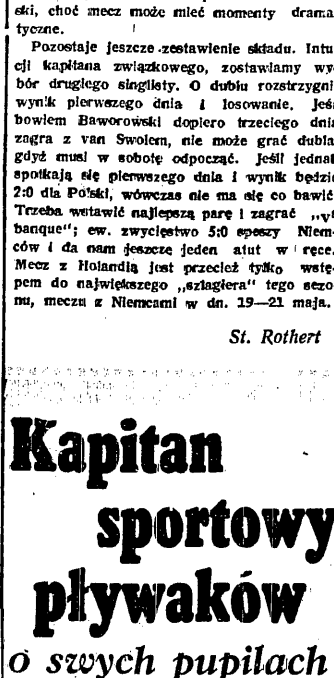 ski, choć mecz może mieć momenty drama
tyczne.
Pozostaje jeszcze zestawienie składu. Intu
cji kapitana związkowego, zostawiamy wy
bór drugiego singlisty. O dublu rozstrzygni
wynik pierwszego dnia i losowanie. Jeśl
bowiem Baworowski dopiero trzeciego dnia
zagra z van Swolem, nie może grać dubla
gdyż musi w sobotę odpocząć. Jeśli jednak
spotkają się pierwszego dnia i wynik będzie
2:0 dla Polski, wówczas nie ma się co bawić
Trzeba wstawić najlepszą parę i zagrać „v
banque"; ew. zwycięstwo 5:0 speszy Niem-
ców i da nam jeszcze jeden atut w ręce.
Mecz z Holandią jest przecież tylko wstę-
pem do największego „szlagiera" tego sezo-
nu, meczu z Niemcami w dn. 19—21 maja.
St. Rothert
Kapitan
sportowy
pływaków
o swych pupilach